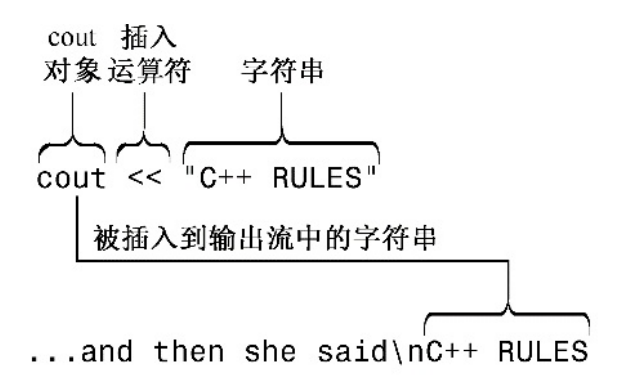 cout 插入
对象 运算符 字符串
cout << "C++ RULES"
被插入到输出流中的字符串
...and then she said\nC++ RULES